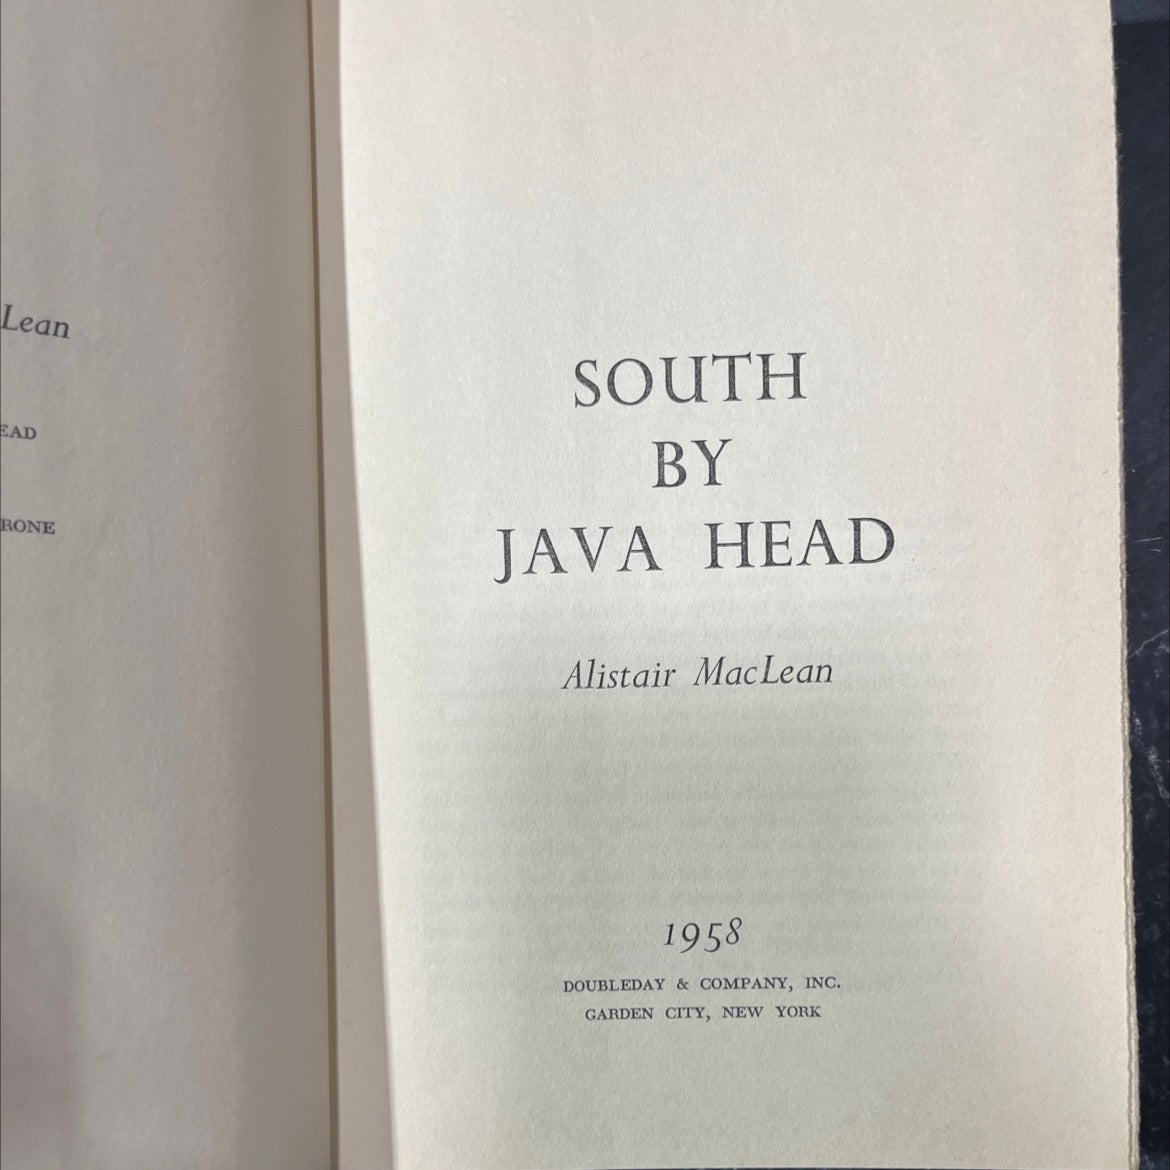 Lean
EAD
RONE
SOUTH
BY
JAVA HEAD
Alistair MacLean
1958
DOUBLEDAY & COMPANY, INC.
GARDEN CITY, NEW YORK